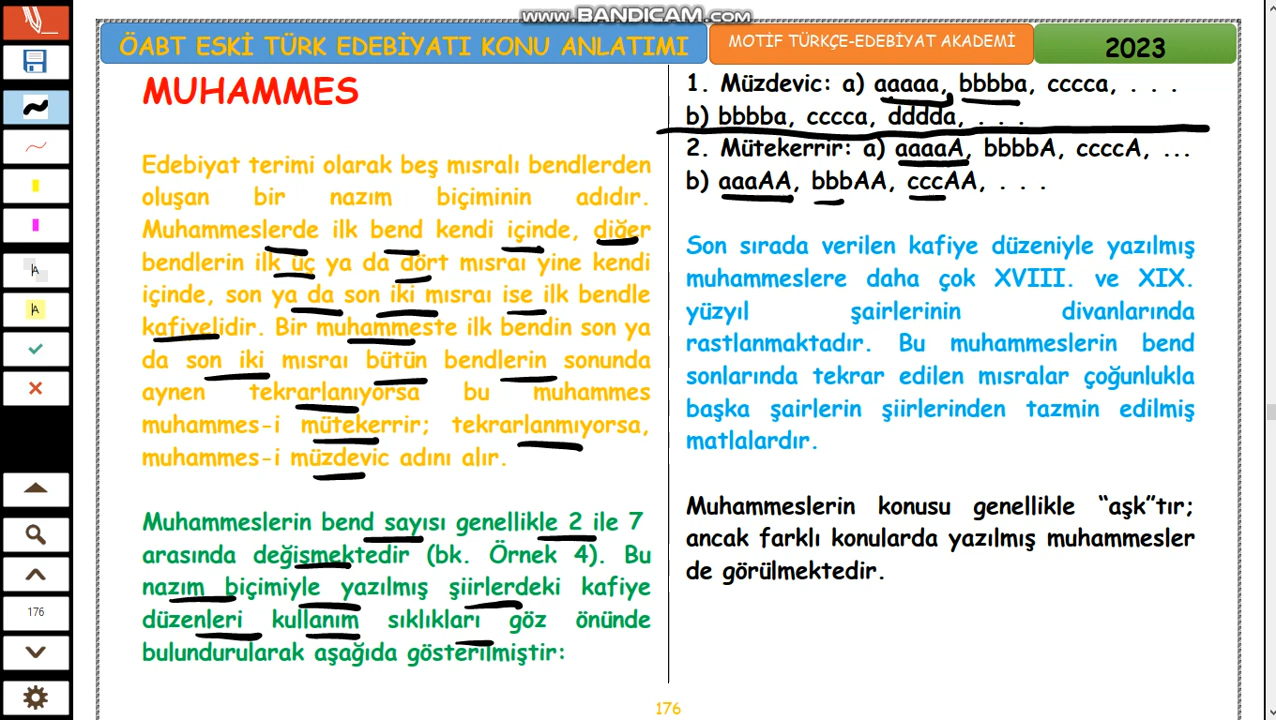 www.BANDICAM.com
ÖABT ESKİ TÜRK EDEBİYATI KONU ANLATIMI
MOTİF TÜRKÇE-EDEBİYAT AKADEMİ
2023
MUHAMMES
Edebiyat terimi olarak beş mısralı bendlerden
oluşan bir nazım biçiminin adıdır.
Muhammeslerde ilk bend kendi içinde, diğer
bendlerin ilk üç ya da dört mısraı yine kendi
içinde, son ya da son iki mısraı ise ilk bendle
kafiyelidir. Bir muhammeste ilk bendin son ya
da son iki mısraı bütün bendlerin sonunda
aynen tekrarlanıyorsa bu muhammes
muhammes-i mütekerrir; tekrarlanmıyorsa,
muhammes-i müzdevic adını alır.
Muhammeslerin bend sayısı genellikle 2 ile 7
arasında değişmektedir (bk. Örnek 4). Bu
nazım biçimiyle yazılmış şiirlerdeki kafiye
düzenleri kullanım sıklıkları göz önünde
bulundurularak aşağıda gösterilmiştir:
1. Müzdevic: a) aaaaa, bbbba, cccca, . . .
b) bbbba, cccca, dddda, . . .
2. Mütekerrir: a) aaaaA, bbbbA, ccccA, ...
b) aaaAA, bbbAA, cccAA, . . .
Son sırada verilen kafiye düzeniyle yazılmış
muhammeslere daha çok XVIII. ve XIX.
yüzyıl şairlerinin divanlarında
rastlanmaktadır. Bu muhammeslerin bend
sonlarında tekrar edilen mısralar çoğunlukla
başka şairlerin şiirlerinden tazmin edilmiş
matlalardır.
Muhammeslerin konusu genellikle “aşk”tır;
ancak farklı konularda yazılmış muhammesler
de görülmektedir.
176
A
A
176